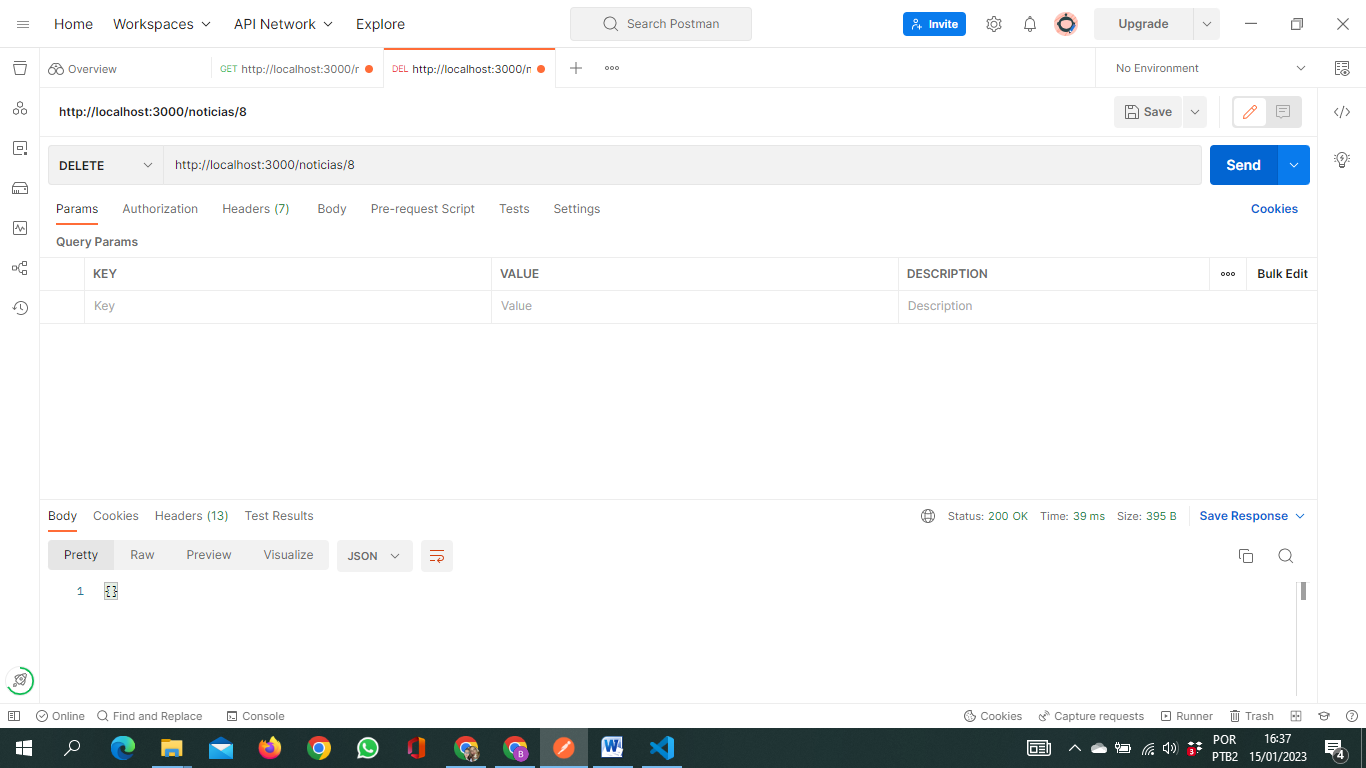 Home Workspaces API Network Explore Search Postman Invite Upgrade
Overview GET http://localhost:3000/r DEL http://localhost:3000/n No Environment
http://localhost:3000/noticias/8 Save
DELETE http://localhost:3000/noticias/8 Send
Params Authorization Headers (7) Body Pre-request Script Tests Settings Cookies
Query Params
KEY VALUE DESCRIPTION Bulk Edit
Key Value Description
Body Cookies Headers (13) Test Results Status: 200 OK Time: 39 ms Size: 395 B Save Response
Pretty Raw Preview Visualize JSON
1 {}
Online Find and Replace Console Cookies Capture requests Runner Trash
POR 16:37
PTB2 15/01/2023
B 3 4